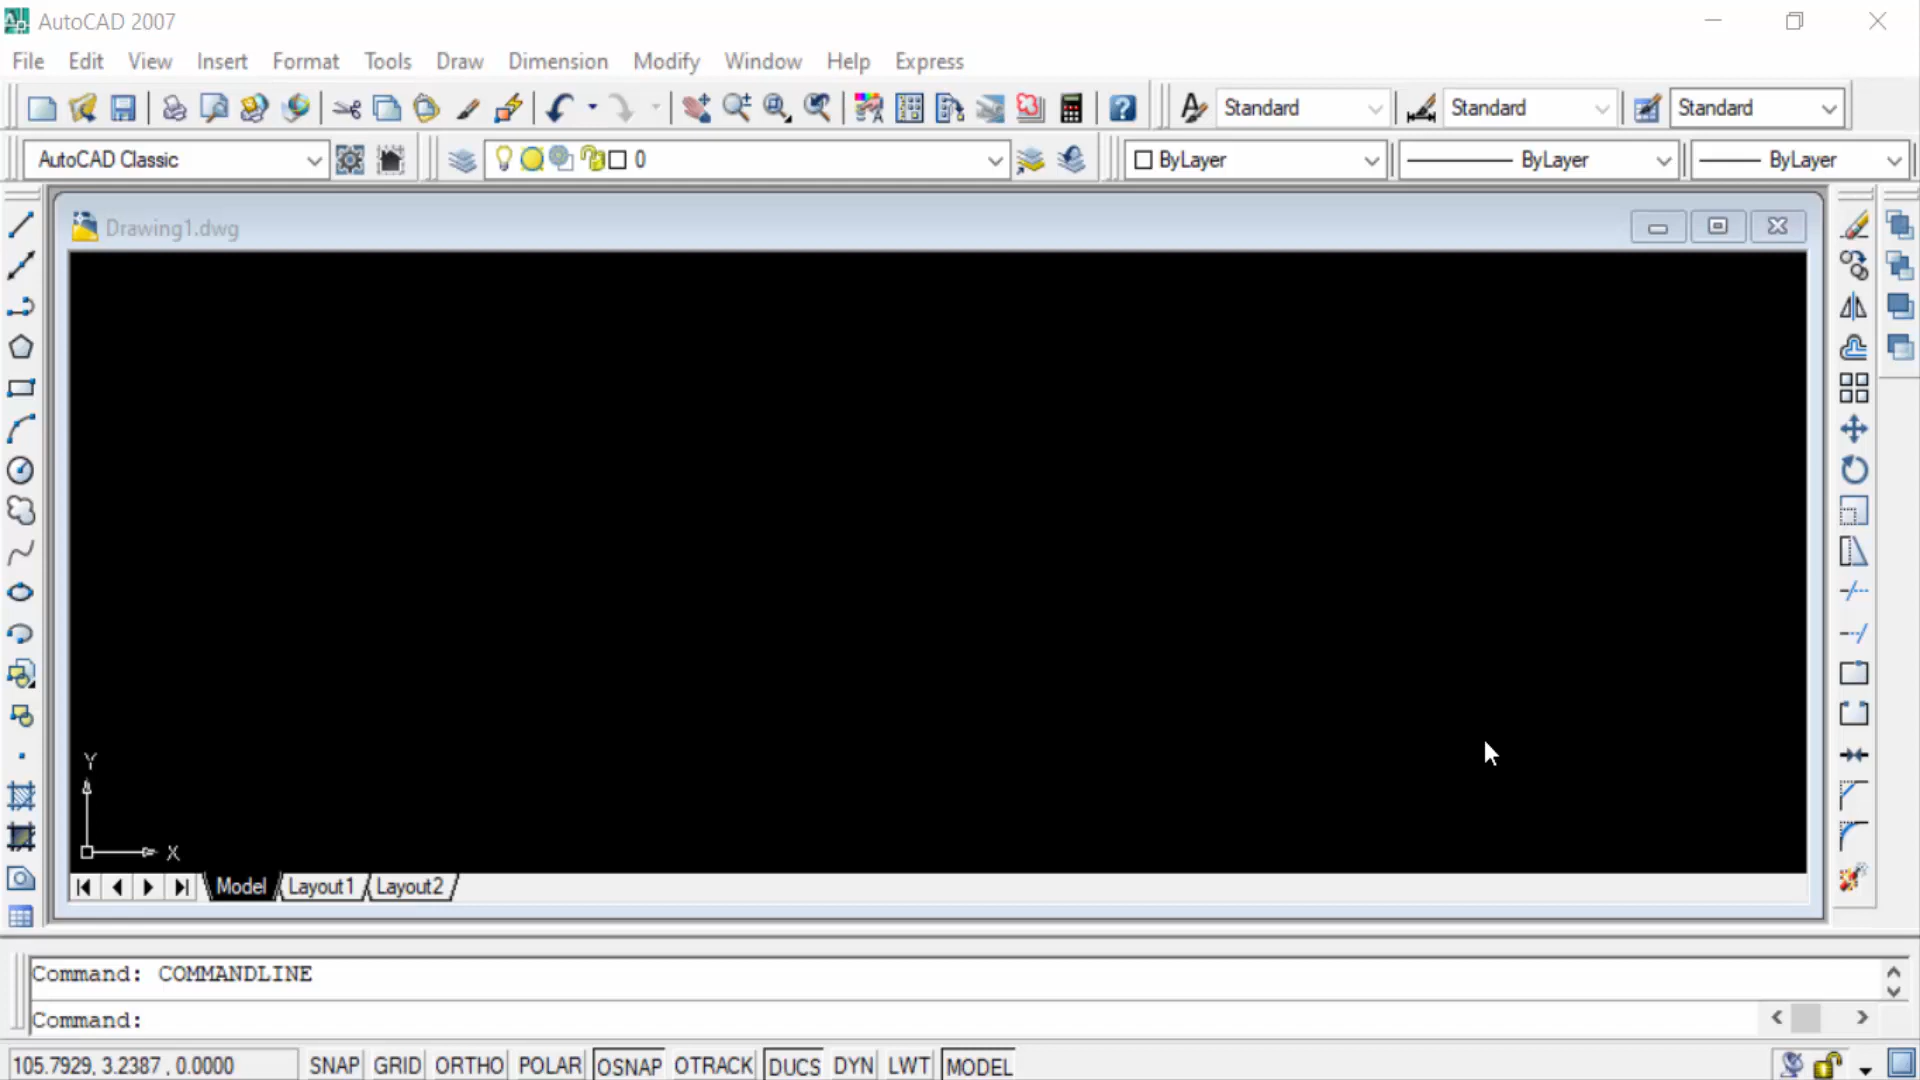 AutoCAD 2007
File Edit View Insert Format Tools Draw Dimension Modify Window Help Express
Standard Standard Standard
AutoCAD Classic 0 ByLayer ByLayer ByLayer
Drawing1.dwg
Y
X
Model Layout1 Layout2
Command: COMMANDLINE
Command:
105.7929, 3.2387 , 0.0000 SNAP GRID ORTHO POLAR OSNAP OTRACK DUCS DYN LWT MODEL